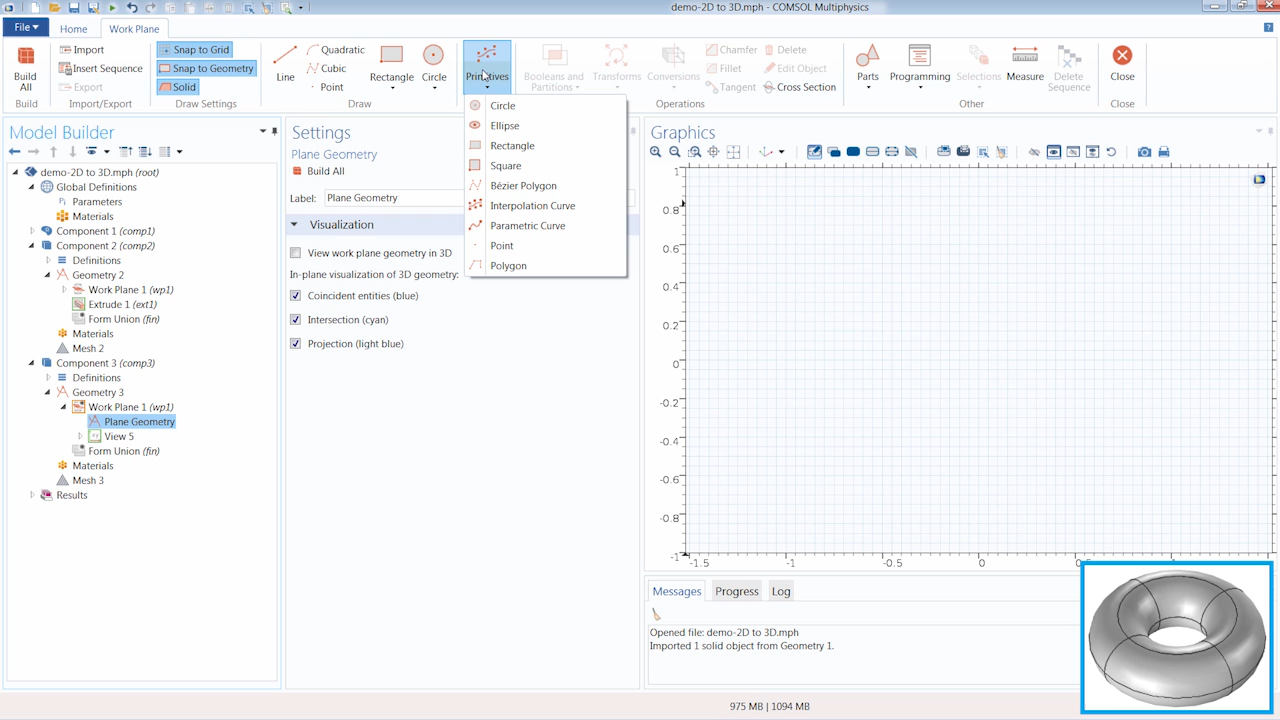 demo-2D to 3D.mph - COMSOL Multiphysics
File
Home
Work Plane
Build All
Build
Import
Insert Sequence
Export
Import/Export
Snap to Grid
Snap to Geometry
Solid
Draw Settings
Line
Quadratic
Cubic
Point
Rectangle
Circle
Draw
Primitives
Booleans and Partitions
Transforms
Conversions
Chamfer
Fillet
Tangent
Delete
Edit Object
Cross Section
Operations
Parts
Programming
Selections
Measure
Delete Sequence
Other
Close
Close
Circle
Ellipse
Rectangle
Square
Bézier Polygon
Interpolation Curve
Parametric Curve
Point
Polygon
Model Builder
demo-2D to 3D.mph (root)
Global Definitions
Pi Parameters
Materials
Component 1 (comp1)
Component 2 (comp2)
Definitions
Geometry 2
Work Plane 1 (wp1)
Extrude 1 (ext1)
Form Union (fin)
Materials
Mesh 2
Component 3 (comp3)
Definitions
Geometry 3
Work Plane 1 (wp1)
Plane Geometry
View 5
Form Union (fin)
Materials
Mesh 3
Results
Settings
Plane Geometry
Build All
Label: Plane Geometry
Visualization
View work plane geometry in 3D
In-plane visualization of 3D geometry:
Coincident entities (blue)
Intersection (cyan)
Projection (light blue)
Graphics
1
0.8
0.6
0.4
0.2
0
-0.2
-0.4
-0.6
-0.8
-1
-1.5 -1 -0.5 0
Messages
Progress
Log
Opened file: demo-2D to 3D.mph
Imported 1 solid object from Geometry 1.
975 MB | 1094 MB